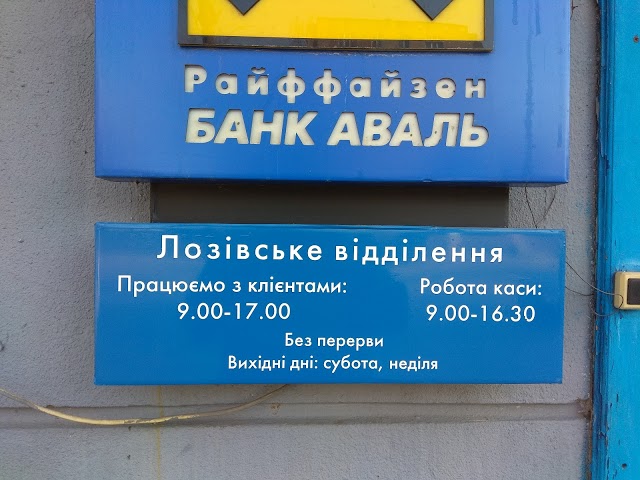 Райффайзен
БАНК АВАЛЬ
Лозівське відділення
Працюємо з клієнтами:
9.00-17.00
Робота каси:
9.00-16.30
Без перерви
Вихідні дні: субота, неділя